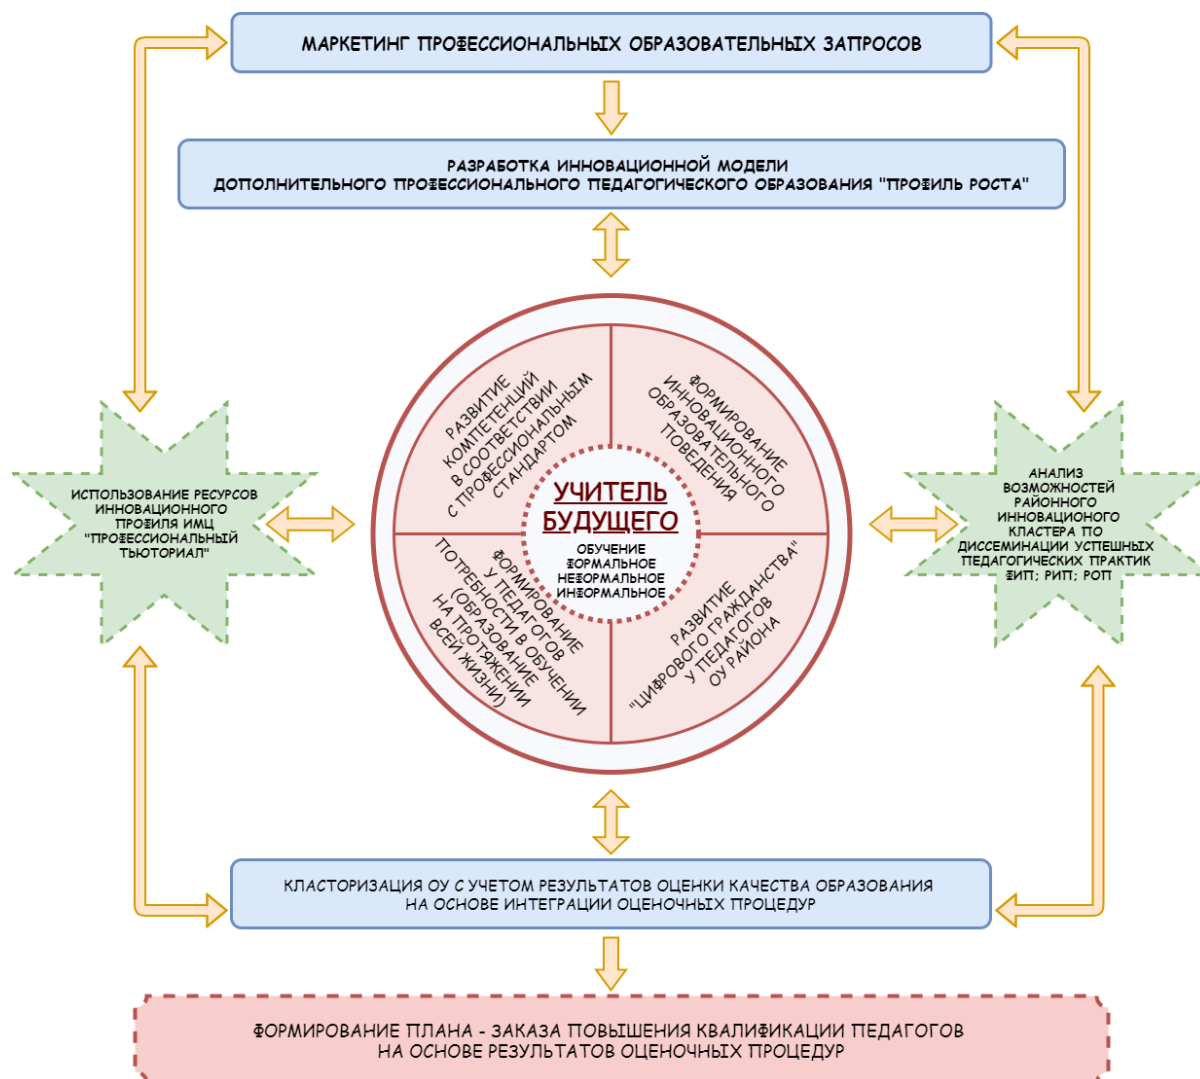 МАРКЕТИНГ ПРОФЕССИОНАЛЬНЫХ ОБРАЗОВАТЕЛЬНЫХ ЗАПРОСОВ
РАЗРАБОТКА ИННОВАЦИОННОЙ МОДЕЛИ
ДОПОЛНИТЕЛЬНОГО ПРОФЕССИОНАЛЬНОГО ПЕДАГОГИЧЕСКОГО ОБРАЗОВАНИЯ "ПРОФИЛЬ РОСТА"
РАЗВИТИЕ
КОМПЕТЕНЦИЙ
В СООТВЕТСТВИИ
С ПРОФЕССИОНАЛЬНЫМ
СТАНДАРТОМ
ФОРМИРОВАНИЕ
ИННОВАЦИОННОГО
ОБРАЗОВАТЕЛЬНОГО
ПОВЕДЕНИЯ
ИСПОЛЬЗОВАНИЕ РЕСУРСОВ
ИННОВАЦИОННОГО
ПРОФИЛЯ ИМЦ
"ПРОФЕССИОНАЛЬНЫЙ
ТЬЮТОРИАЛ"
УЧИТЕЛЬ
БУДУЩЕГО
ОБУЧЕНИЕ
ФОРМАЛЬНОЕ
НЕФОРМАЛЬНОЕ
ИНФОРМАЛЬНОЕ
АНАЛИЗ
ВОЗМОЖНОСТЕЙ
РАЙОННОГО
ИННОВАЦИОНОГО
КЛАСТЕРА ПО
ДИССЕМИНАЦИИ УСПЕШНЫХ
ПЕДАГОГИЧЕСКИХ ПРАКТИК
ФИП; РИП; РОП
ФОРМИРОВАНИЕ
У ПЕДАГОГОВ
ПОТРЕБНОСТИ В ОБУЧЕНИИ
(ОБРАЗОВАНИЕ
НА ПРОТЯЖЕНИИ
ВСЕЙ ЖИЗНИ)
РАЗВИТИЕ
"ЦИФРОВОГО ГРАЖДАНСТВА"
У ПЕДАГОГОВ
ОУ РАЙОНА
КЛАСТОРИЗАЦИЯ ОУ С УЧЕТОМ РЕЗУЛЬТАТОВ ОЦЕНКИ КАЧЕСТВА ОБРАЗОВАНИЯ
НА ОСНОВЕ ИНТЕГРАЦИИ ОЦЕНОЧНЫХ ПРОЦЕДУР
ФОРМИРОВАНИЕ ПЛАНА - ЗАКАЗА ПОВЫШЕНИЯ КВАЛИФИКАЦИИ ПЕДАГОГОВ
НА ОСНОВЕ РЕЗУЛЬТАТОВ ОЦЕНОЧНЫХ ПРОЦЕДУР